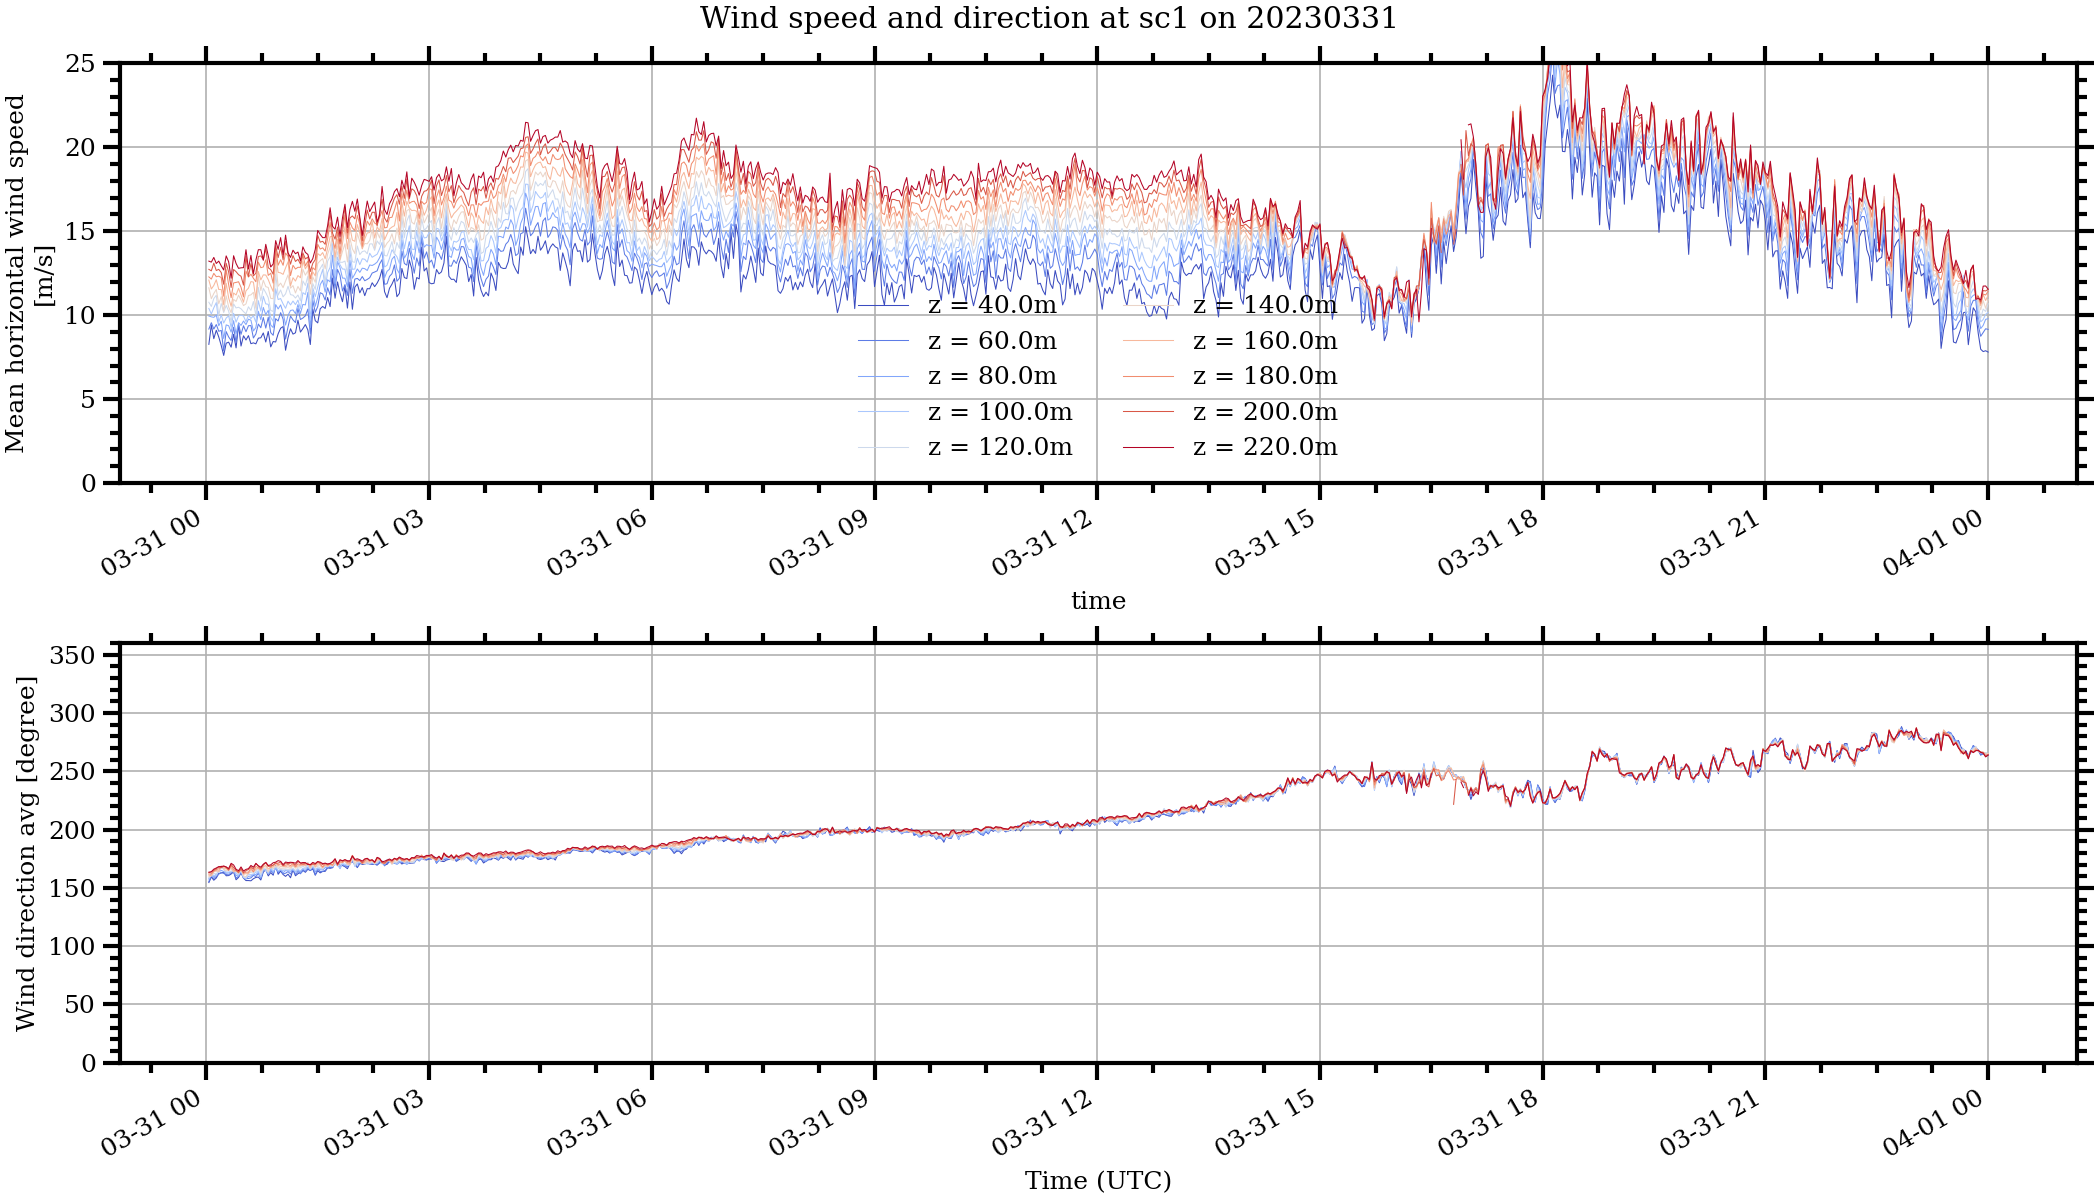 Wind speed and direction at sc1 on 20230331
Mean horizontal wind speed
[m/s]
25
20
15
10
5
0
z = 40.0m
z = 60.0m
z = 80.0m
z = 100.0m
z = 120.0m
z = 140.0m
z = 160.0m
z = 180.0m
z = 200.0m
z = 220.0m
03-31 00
03-31 03
03-31 06
03-31 09
03-31 12
03-31 15
03-31 18
03-31 21
04-01 00
time
Wind direction avg [degree]
350
300
250
200
150
100
50
0
03-31 00
03-31 03
03-31 06
03-31 09
03-31 12
03-31 15
03-31 18
03-31 21
04-01 00
Time (UTC)